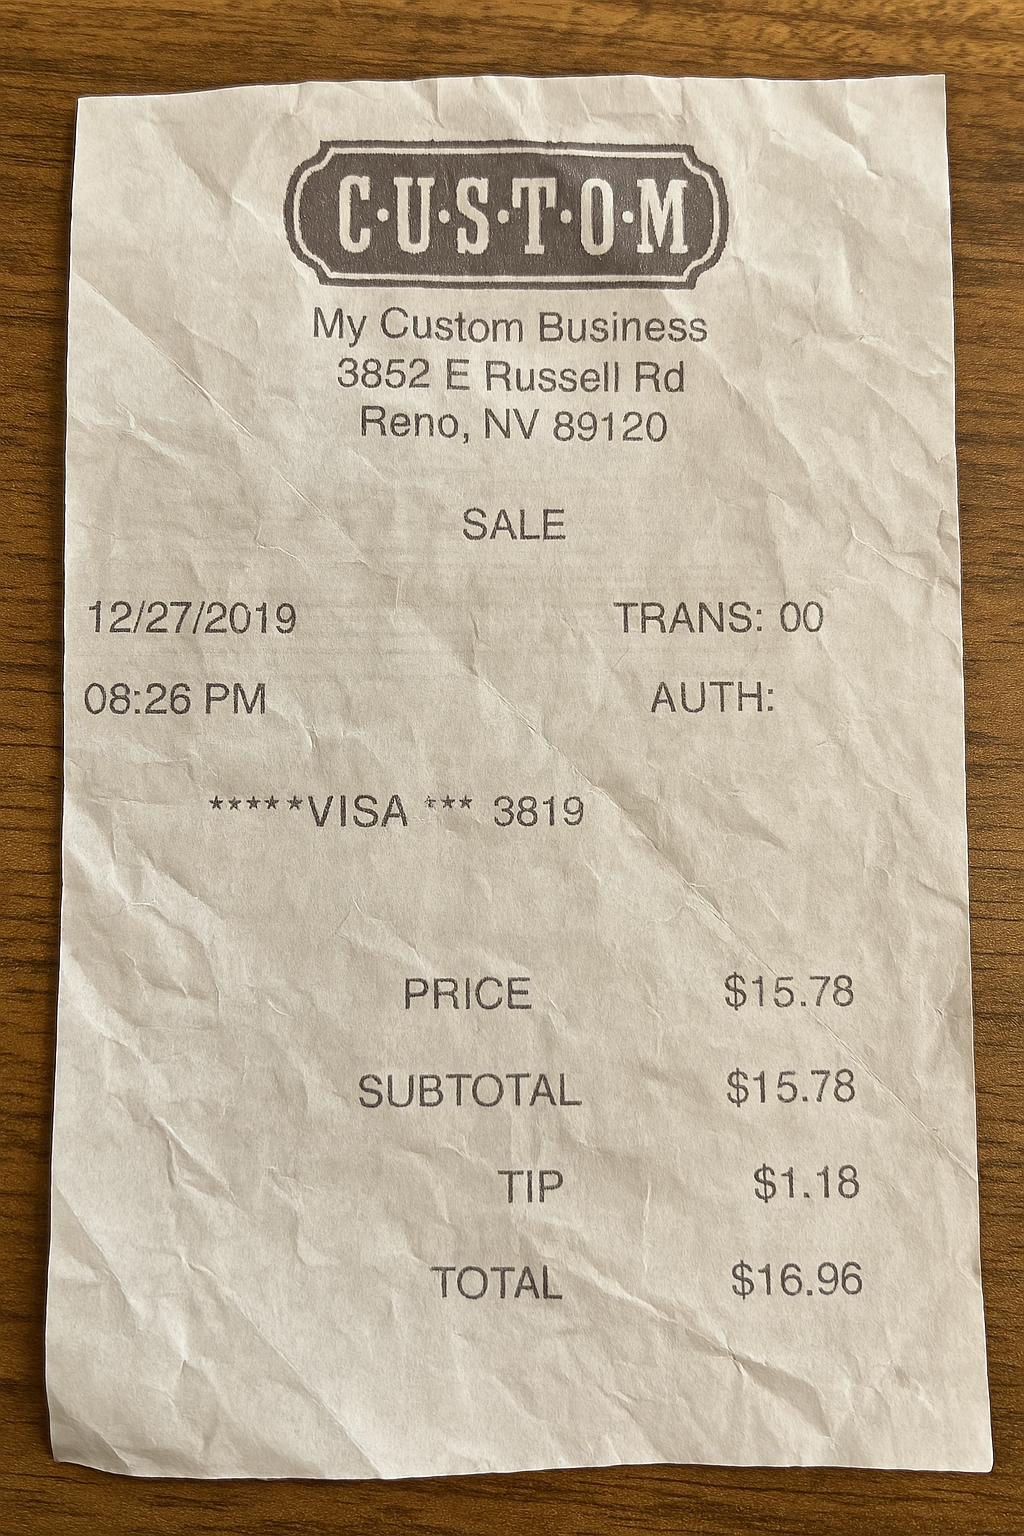 C·U·S·T·O·M
My Custom Business
3852 E Russell Rd
Reno, NV 89120
SALE
12/27/2019 TRANS: 00
08:26 PM AUTH:
*****VISA *** 3819
PRICE $15.78
SUBTOTAL $15.78
TIP $1.18
TOTAL $16.96